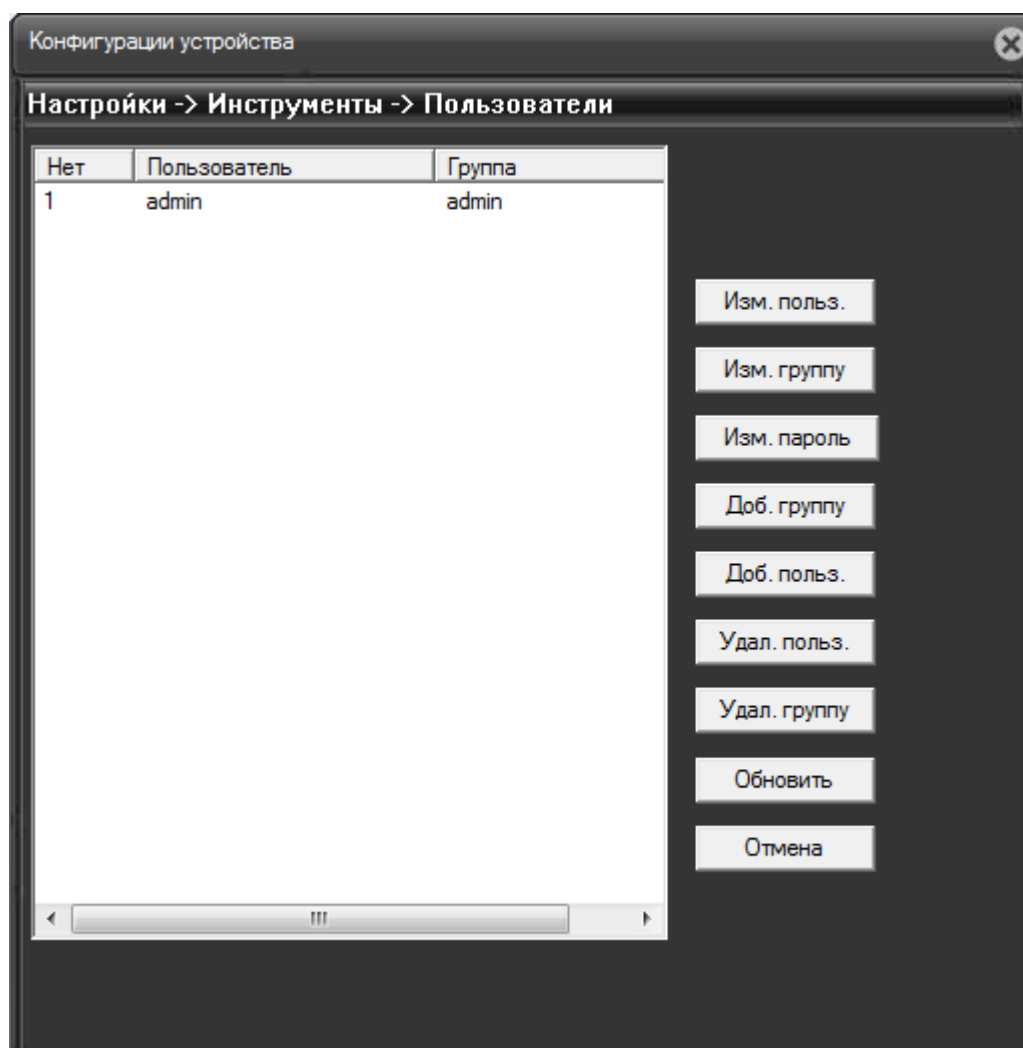 Конфигурации устройства
Настройки -> Инструменты -> Пользователи
Нет Пользователь Группа
1 admin admin
Изм. польз.
Изм. группу
Изм. пароль
Доб. группу
Доб. польз.
Удал. польз.
Удал. группу
Обновить
Отмена